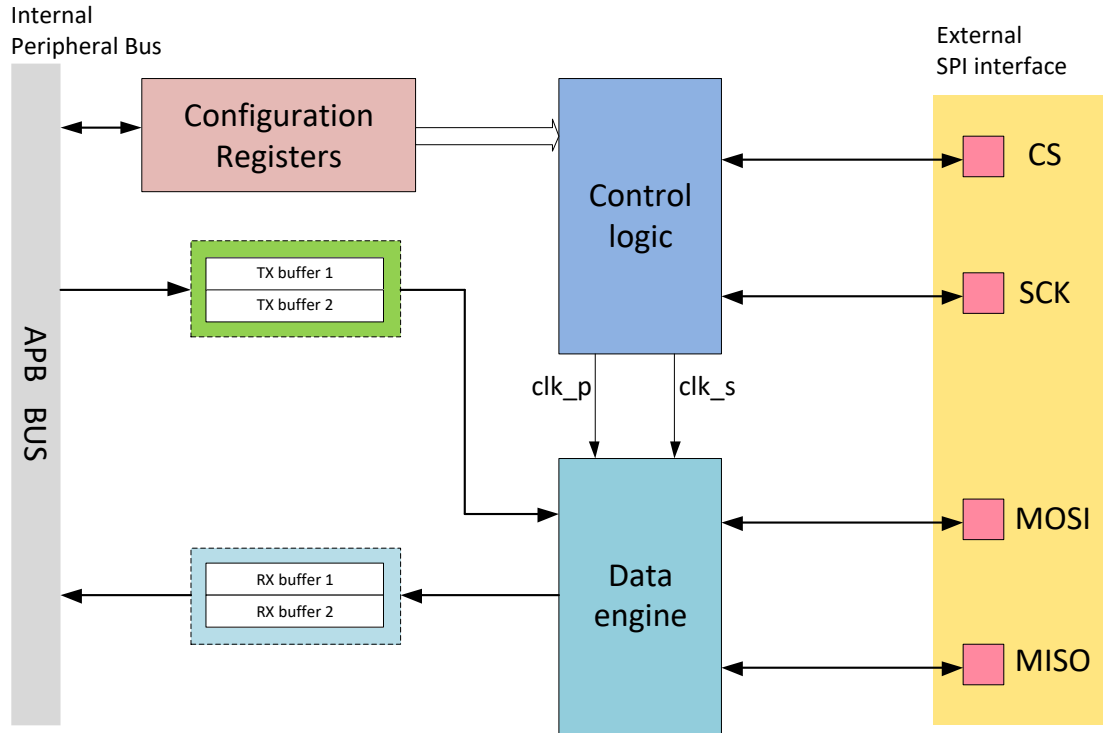 Internal
Peripheral Bus
External
SPI interface
Configuration
Registers
CS
Control
logic
TX buffer 1
TX buffer 2
SCK
APB BUS
clk_p
clk_s
MOSI
RX buffer 1
RX buffer 2
Data
engine
MISO